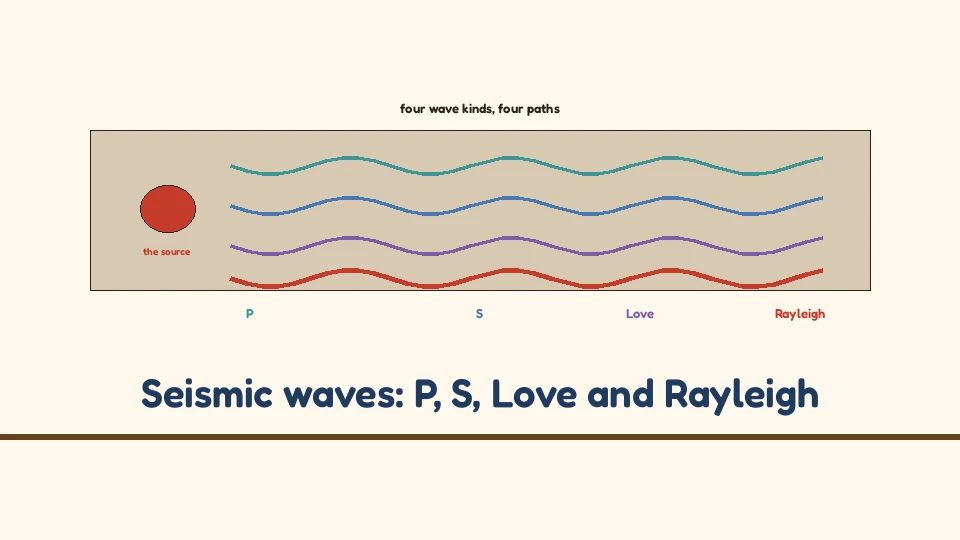 four wave kinds, four paths
the source
P S Love Rayleigh
Seismic waves: P, S, Love and Rayleigh